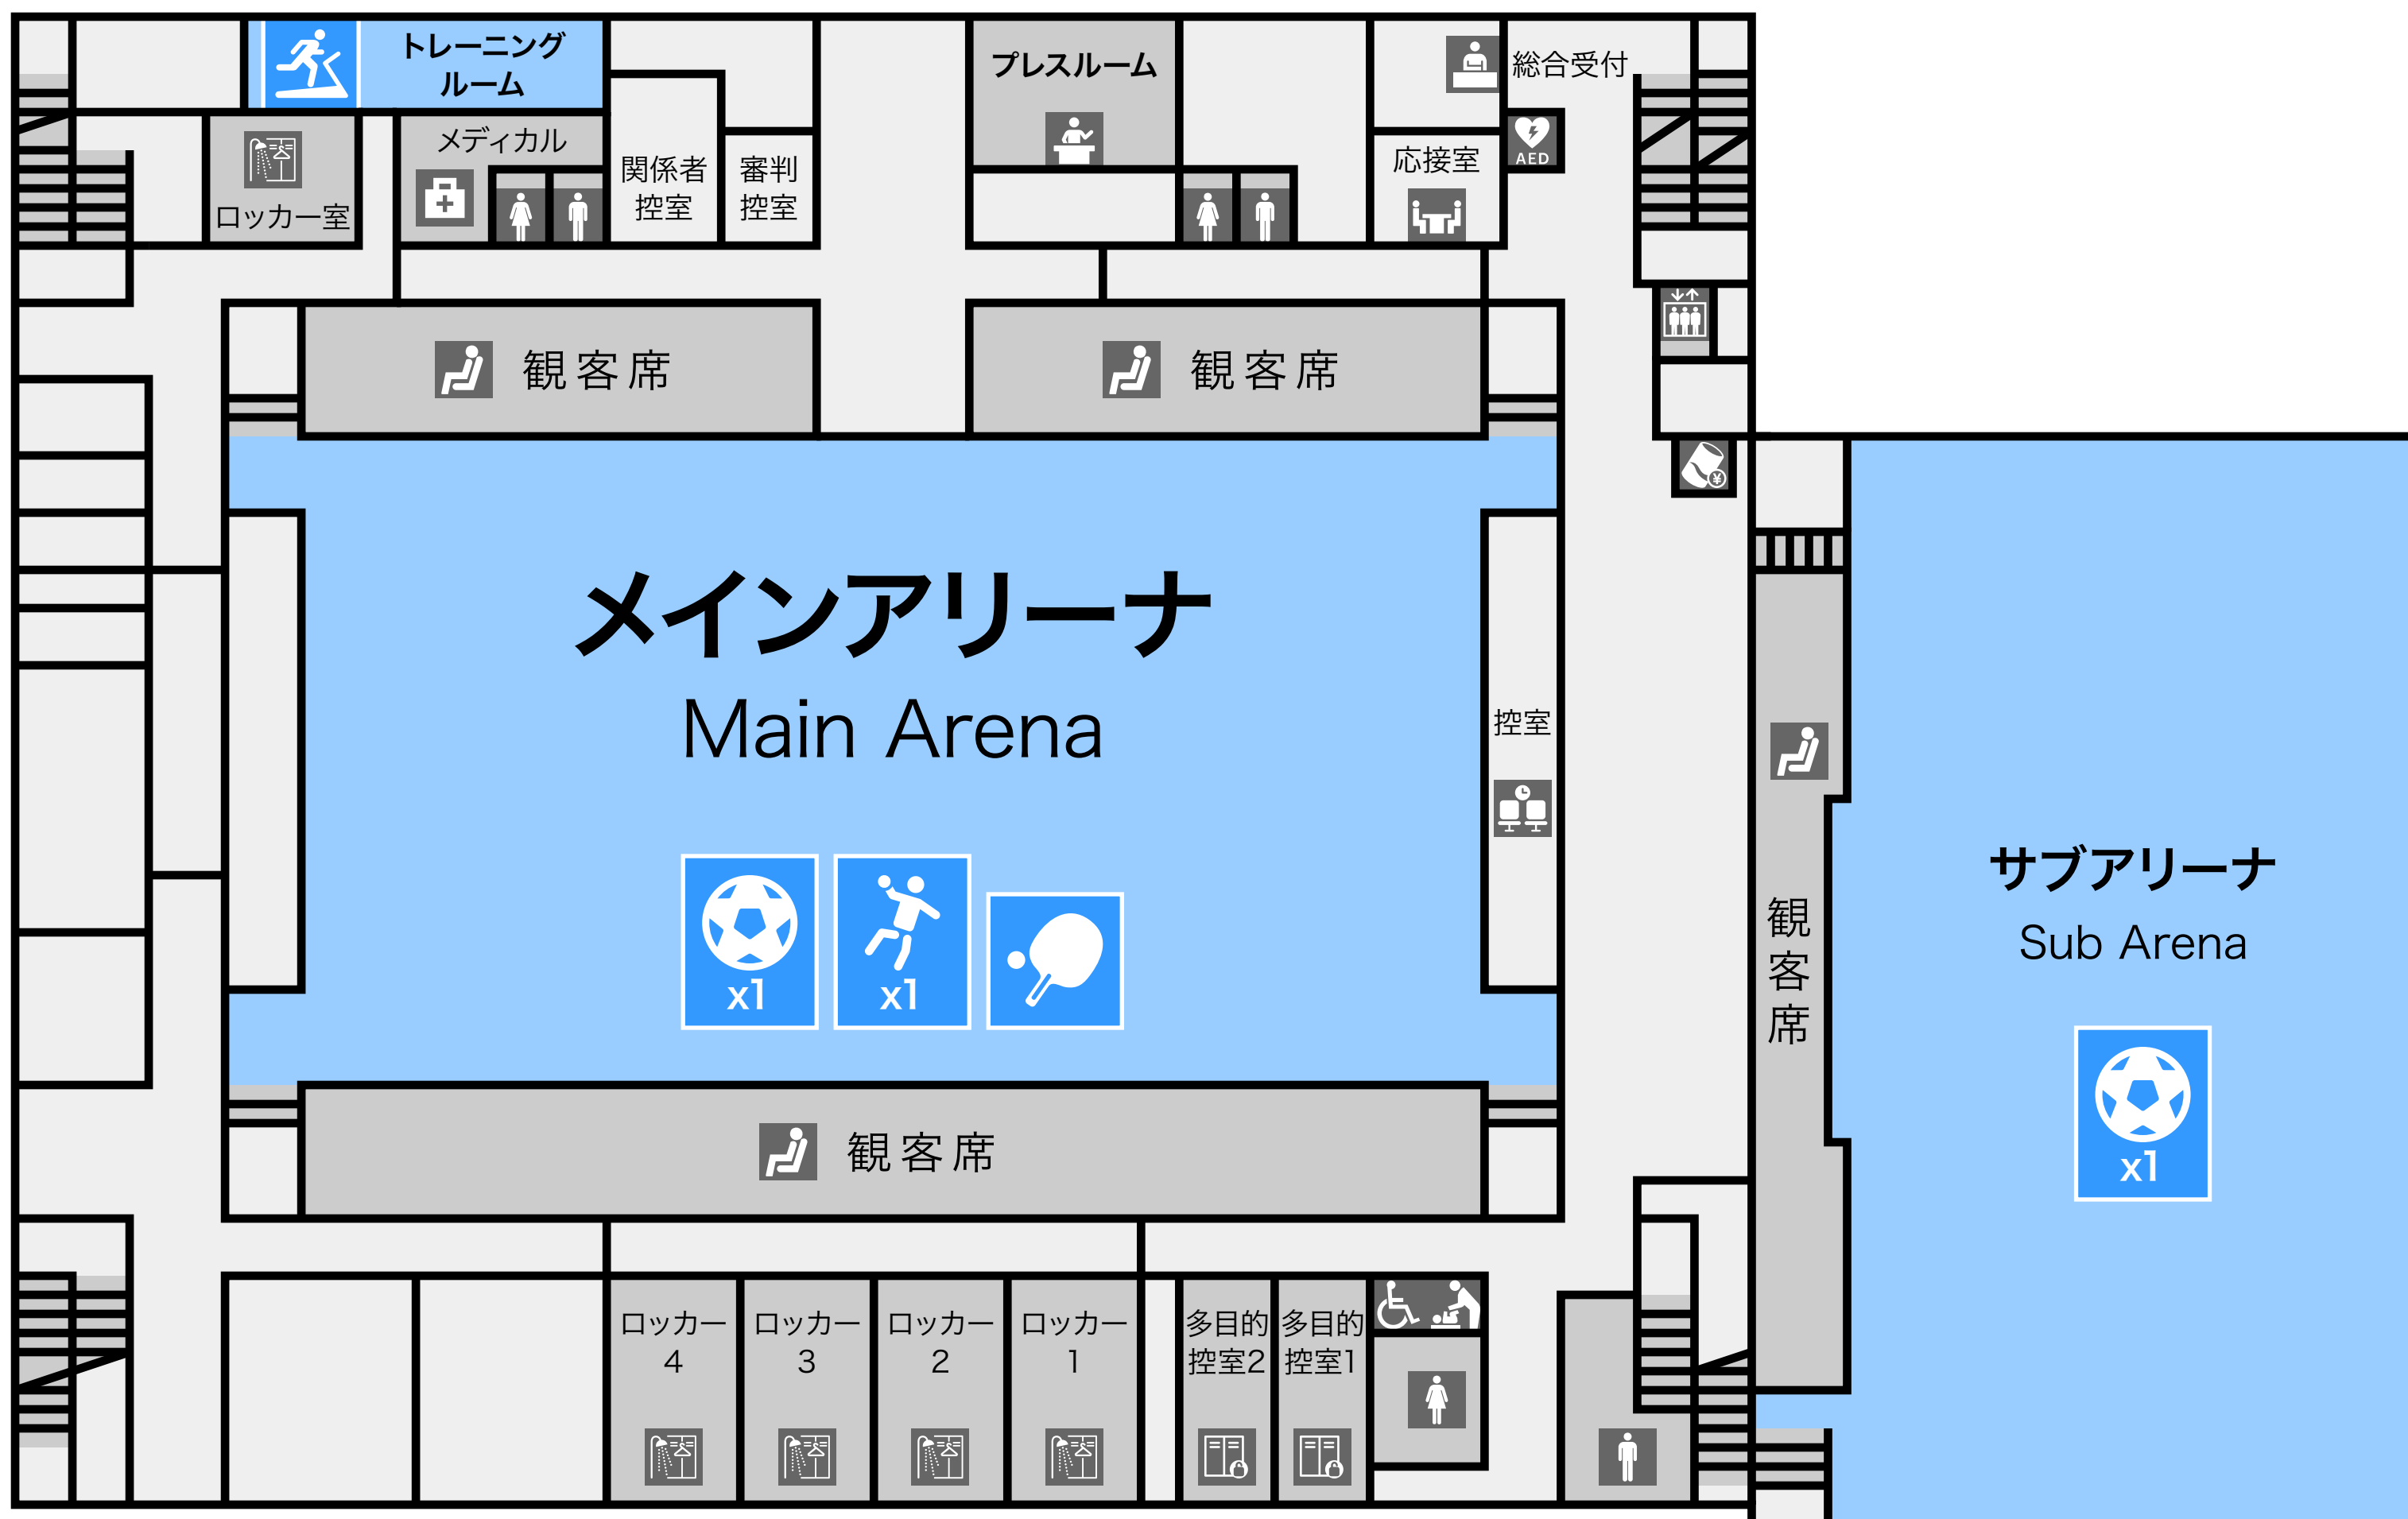 トレーニング
ルーム
プレスルーム
総合受付
メディカル
AED
関係者
控室
審判
控室
応接室
ロッカー室
観客席
観客席
メインアリーナ
Main Arena
控室
x1
x1
観客席
サブアリーナ
Sub Arena
x1
観客席
ロッカー
4
ロッカー
3
ロッカー
2
ロッカー
1
多目的
控室2
多目的
控室1
¥